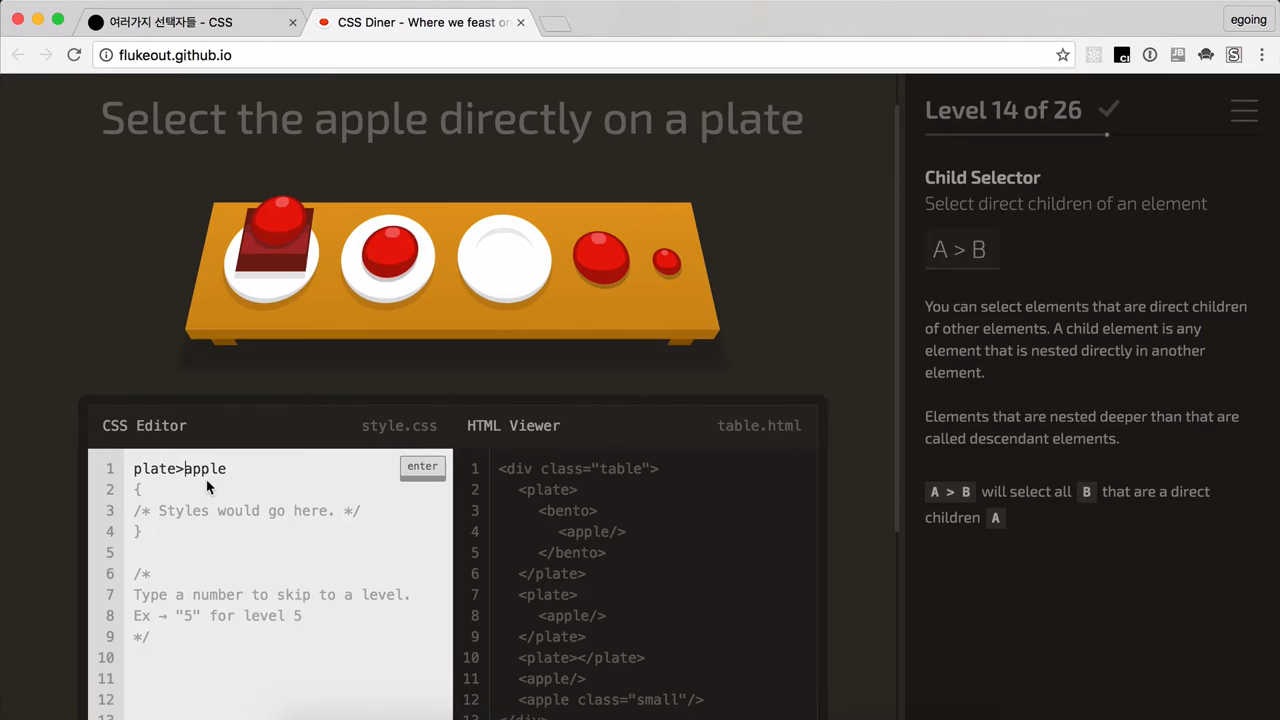 여러가지 선택자들 - CSS
CSS Diner - Where we feast on
egoing
flukeout.github.io
Select the apple directly on a plate
Level 14 of 26
Child Selector
Select direct children of an element
A > B
You can select elements that are direct children
of other elements. A child element is any
element that is nested directly in another
element.
Elements that are nested deeper than that are
called descendant elements.
A > B will select all B that are a direct
children A
CSS Editor
style.css
1 plate>apple
enter
2 {
3 /* Styles would go here. */
4 }
5
6 /*
7 Type a number to skip to a level.
8 Ex → "5" for level 5
9 */
10
11
12
13
HTML Viewer
table.html
1 <div class="table">
2 <plate>
3 <bento>
4 <apple/>
5 </bento>
6 </plate>
7 <plate>
8 <apple/>
9 </plate>
10 <plate></plate>
11 <apple/>
12 <apple class="small"/>
13 </div>